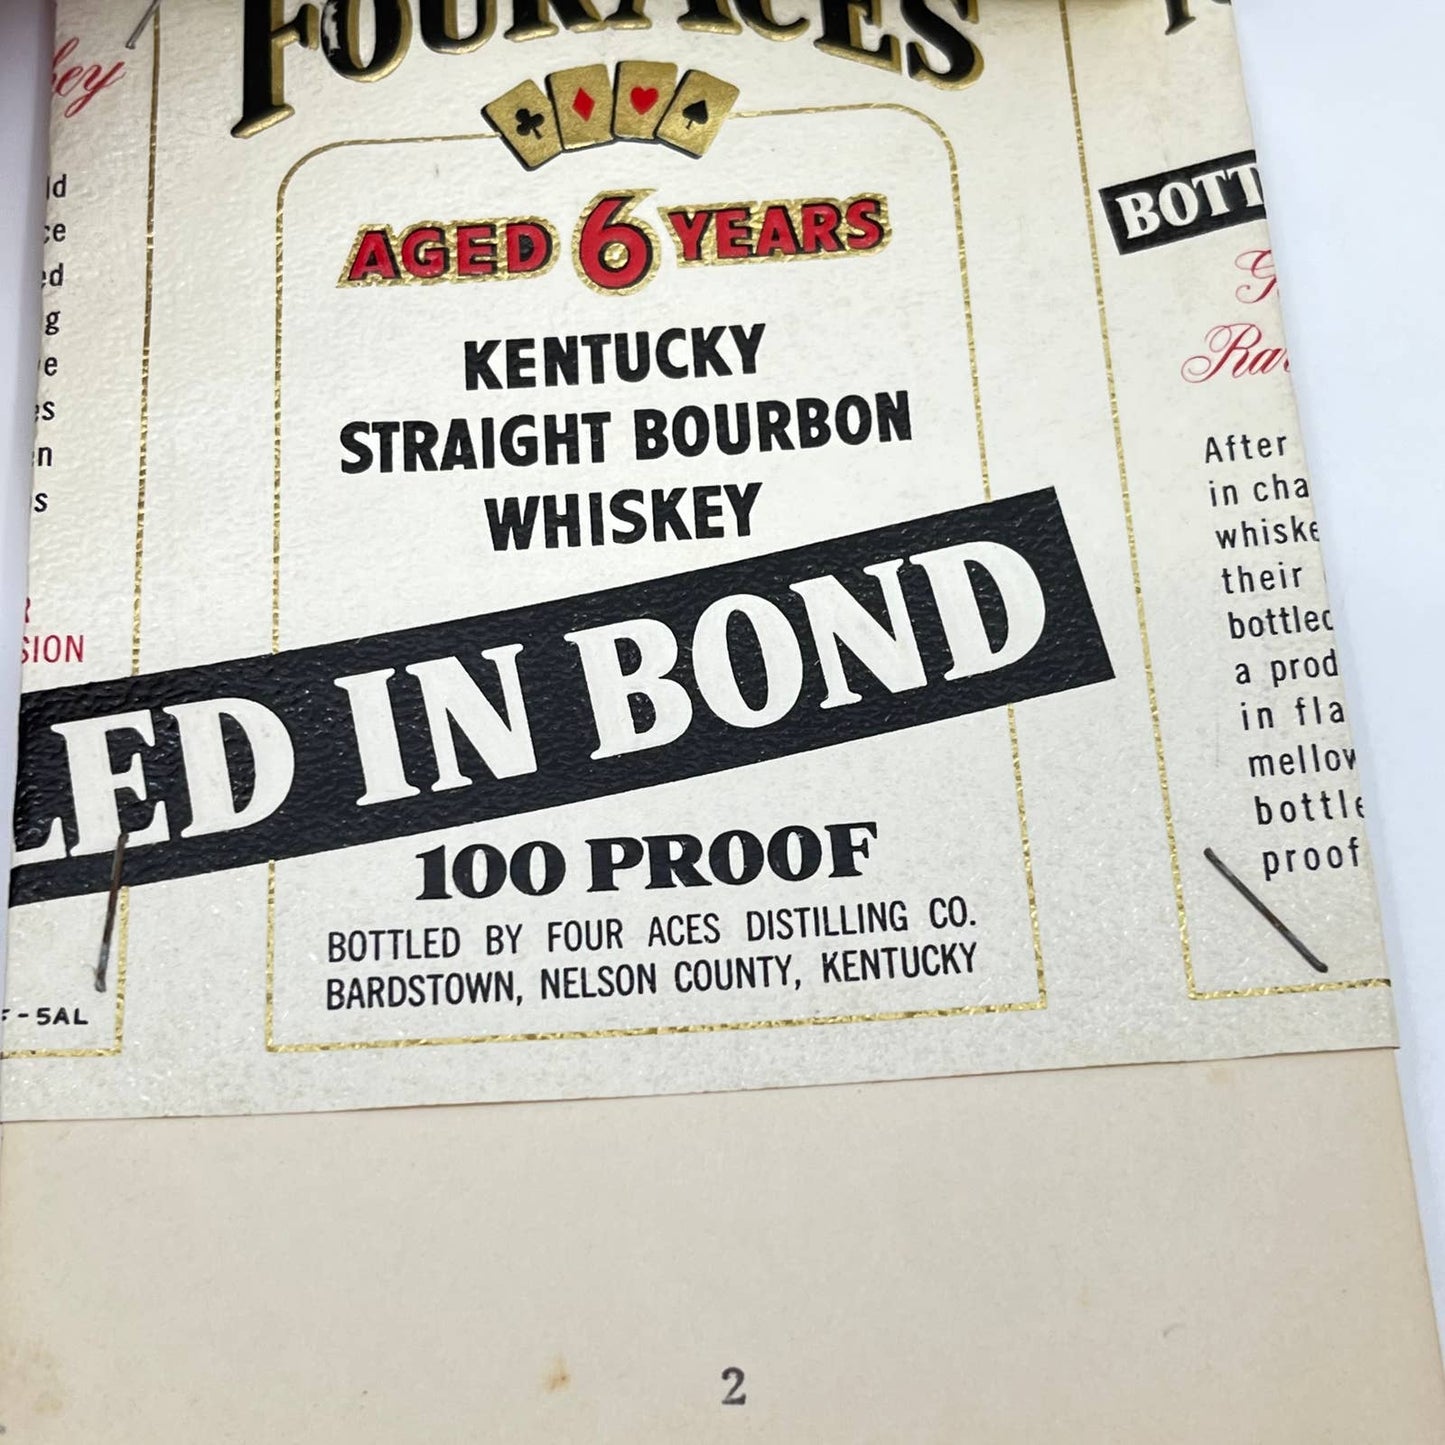 FOUR ACES
AGED 6 YEARS
KENTUCKY
STRAIGHT BOURBON
WHISKEY
LED IN BOND
100 PROOF
BOTTLED BY FOUR ACES DISTILLING CO.
BARDSTOWN, NELSON COUNTY, KENTUCKY
SION
-5AL
BOTT
After
in cha
whiske
their
bottled
a prod
in fla
mellow
bottle
proof
2